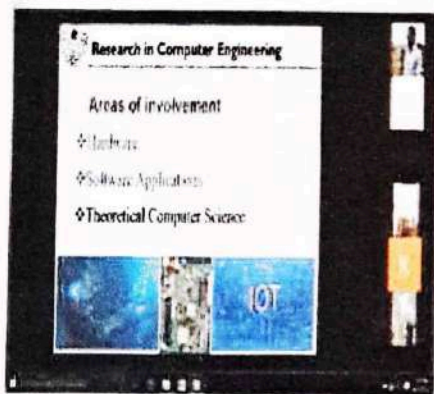 Research in Computer Engineering
Areas of involvement
❖Hardware
❖Software Applications
❖Theoretical Computer Science
IOT